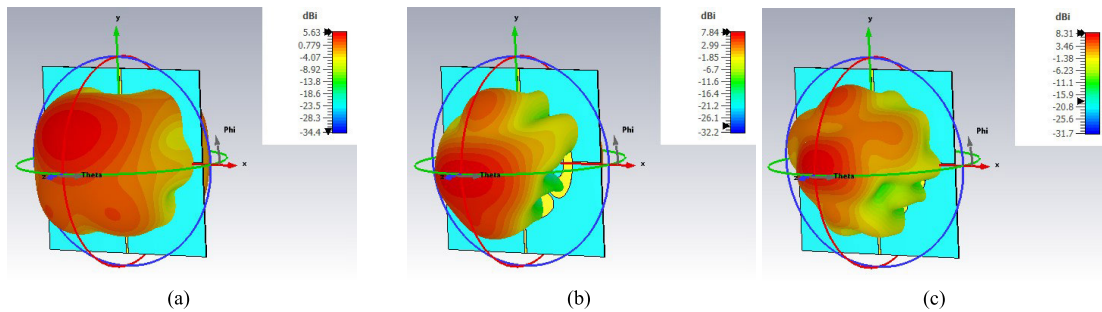 dBi
5.63
0.779
-4.07
-8.92
-13.8
-18.6
-23.5
-28.3
-34.4
y
Phi
x
z
Theta
(a)
dBi
7.84
2.99
-1.85
-6.7
-11.5
-16.4
-21.2
-26.1
-32.2
y
Phi
x
z
Theta
(b)
dBi
8.31
3.46
-1.38
-6.23
-11.1
-15.9
-20.8
-25.6
-31.7
y
Phi
x
z
Theta
(c)